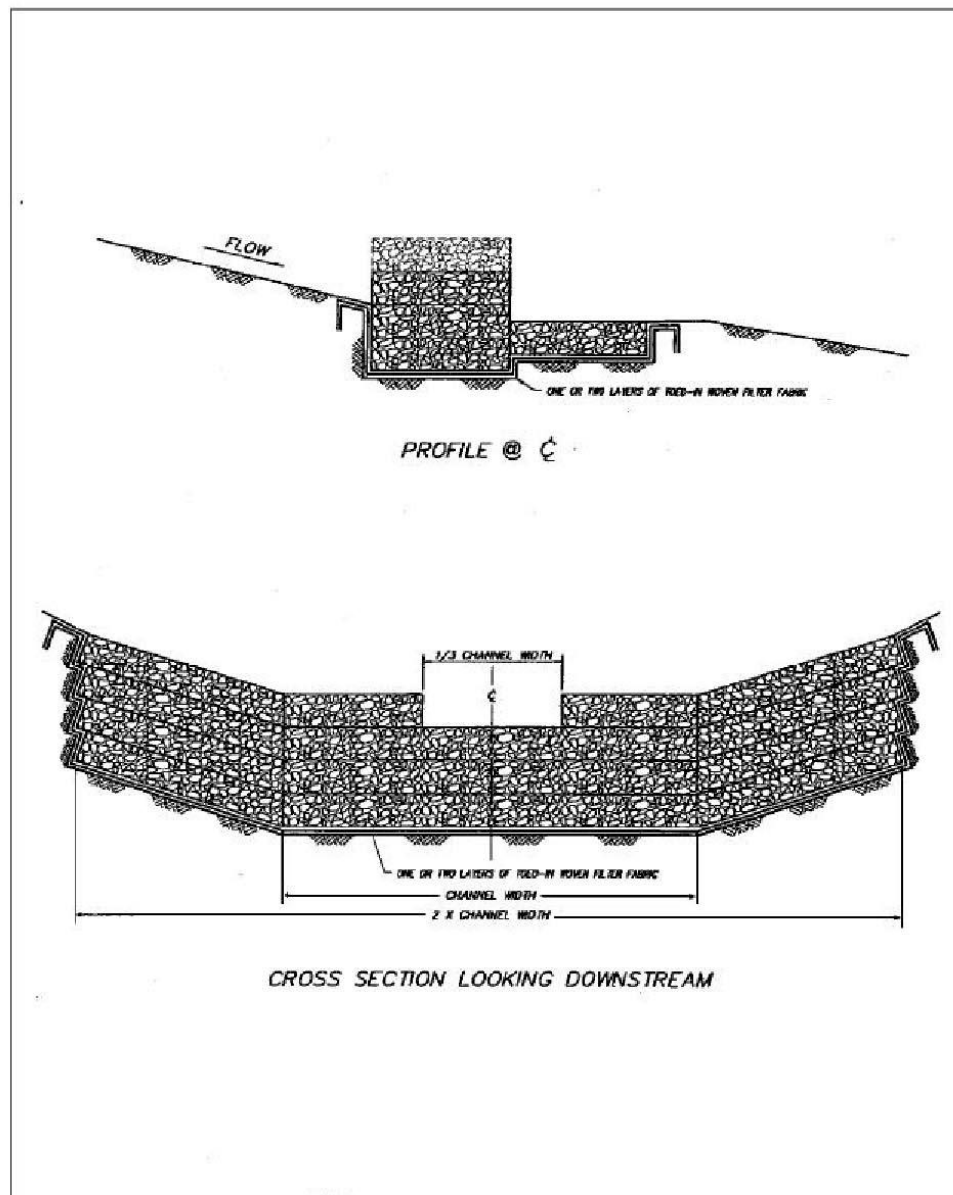 FLOW
ONE OR TWO LAYERS OF TOED-IN WOVEN FILTER FABRIC
PROFILE @ ℄
1/3 CHANNEL WIDTH
℄
ONE OR TWO LAYERS OF TOED-IN WOVEN FILTER FABRIC
CHANNEL WIDTH
2 X CHANNEL WIDTH
CROSS SECTION LOOKING DOWNSTREAM